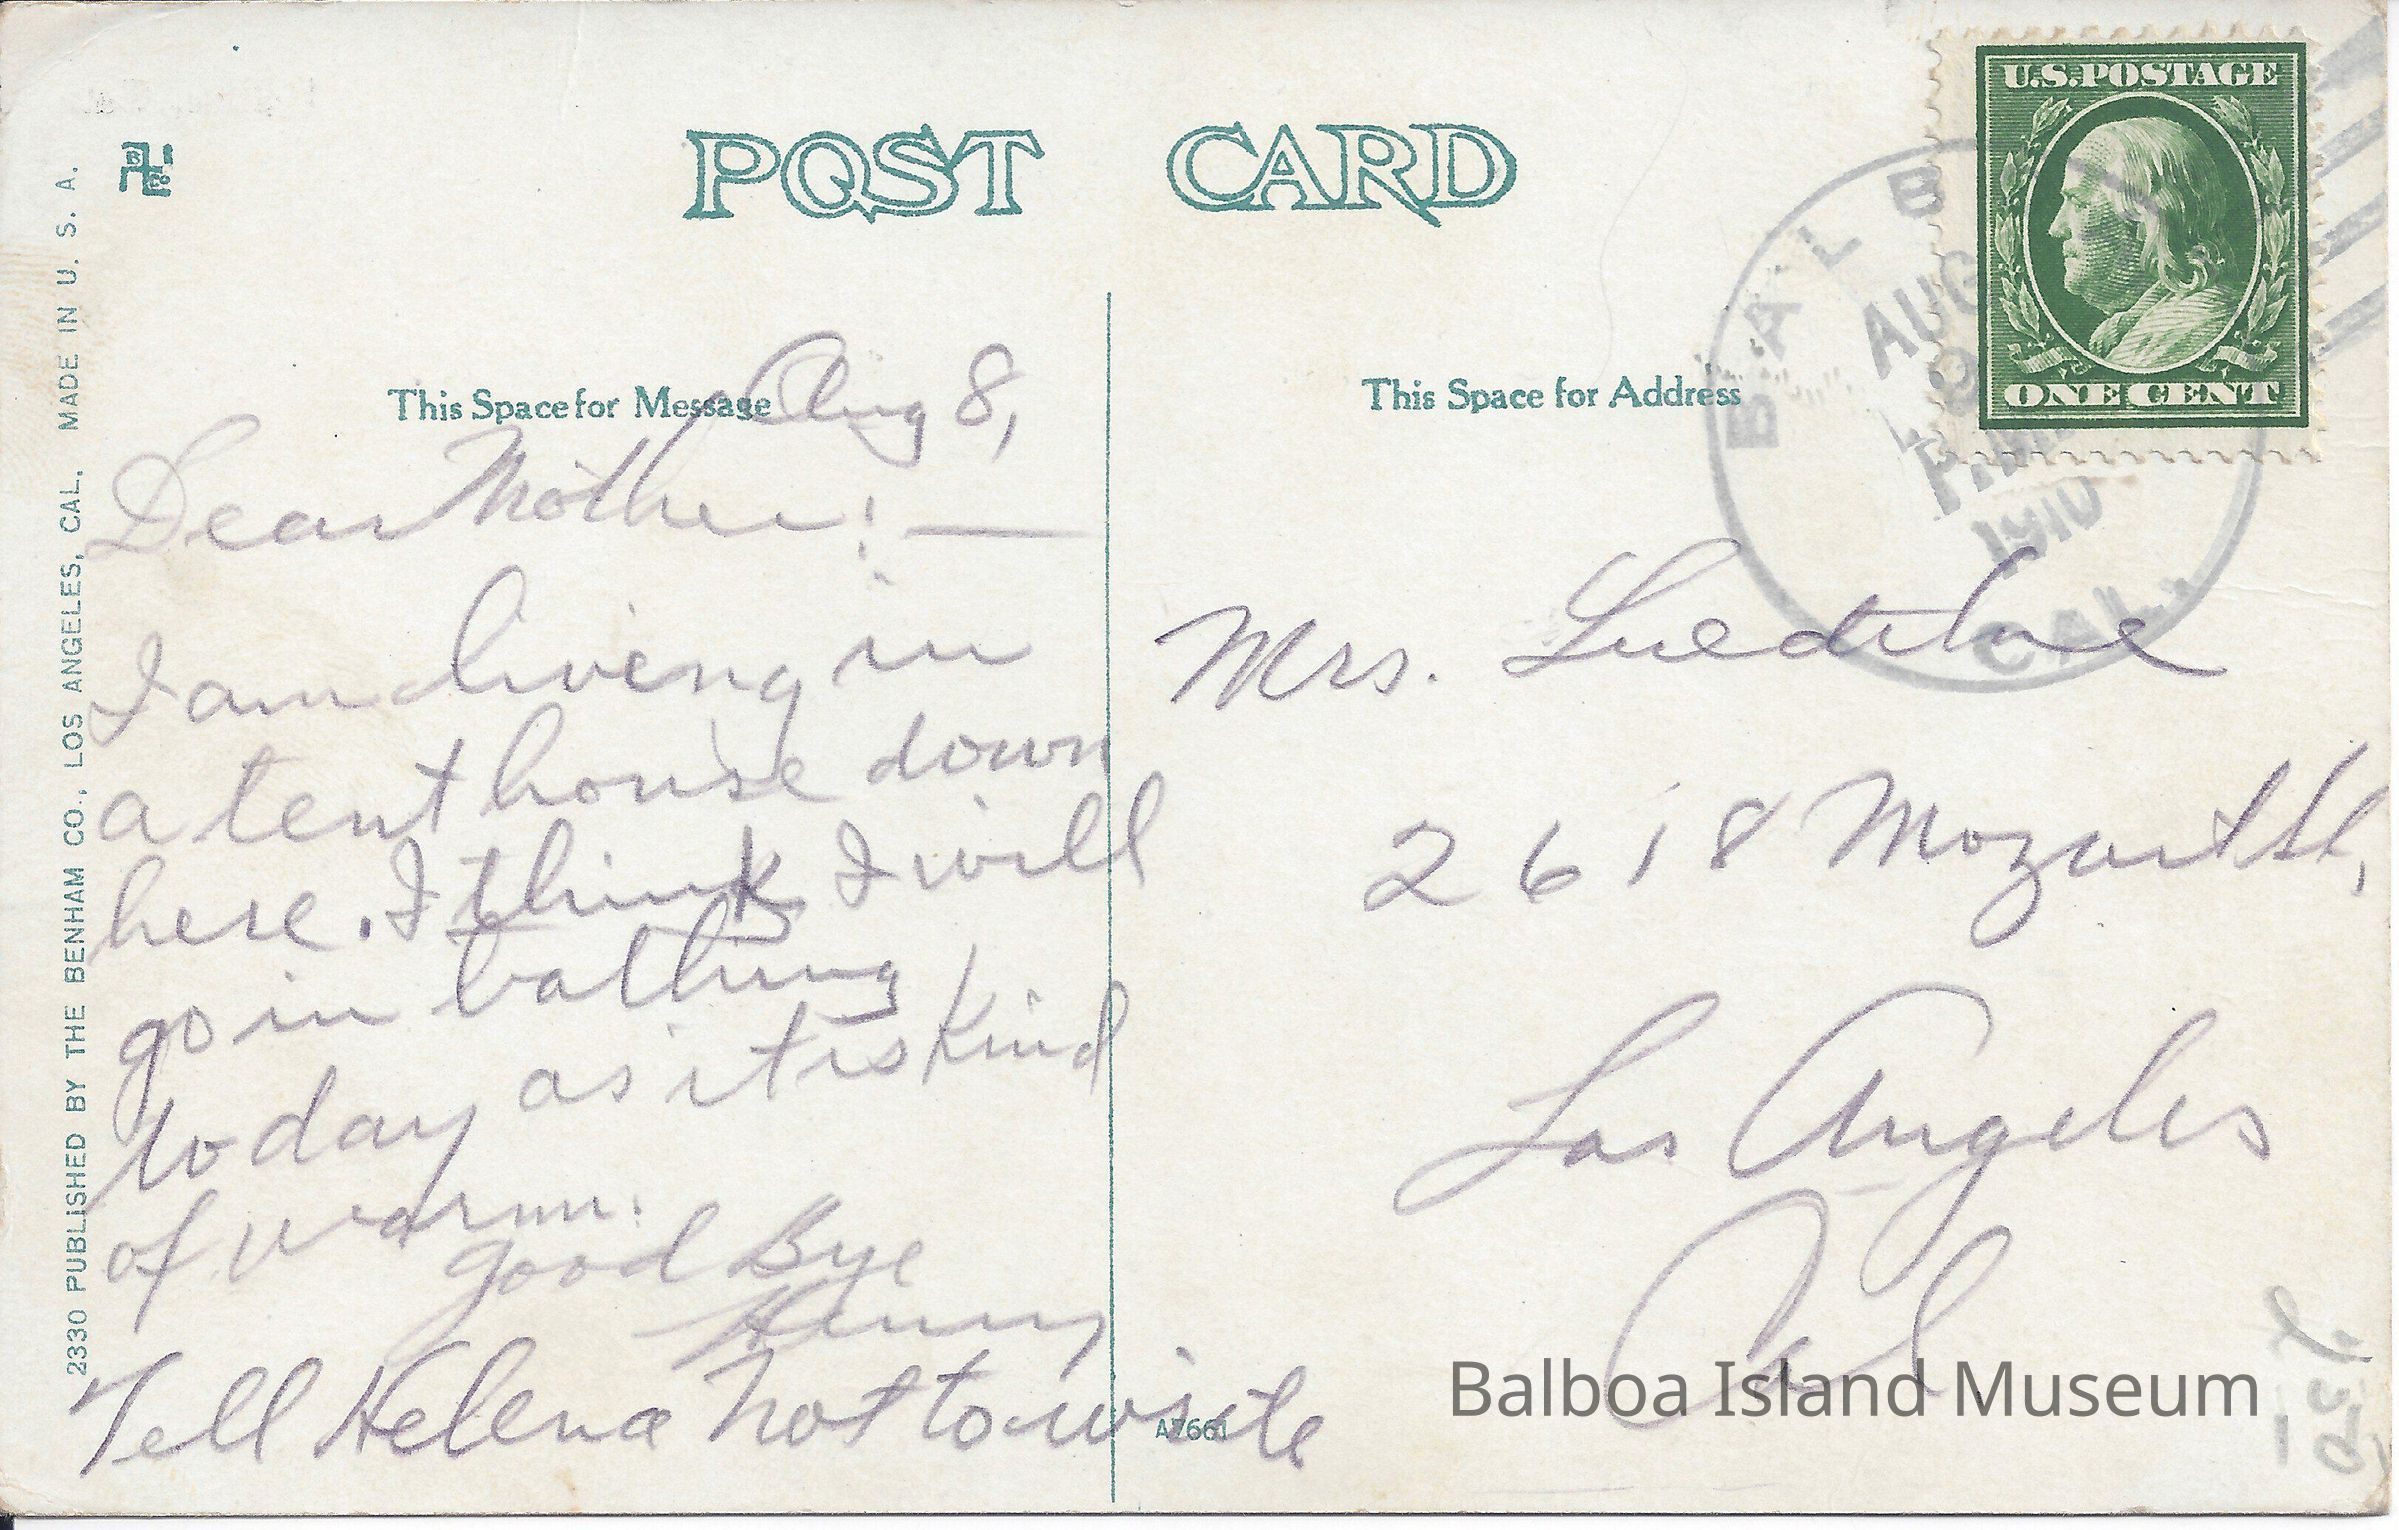 POST CARD
U.S. POSTAGE
ONE CENT
BALB
AUG
9
P.M.
1910
CAL.
This Space for Message
This Space for Address
Aug 8,
Dear Mother:—
I am living in
a tent house down
here. I think I will
go in bathing
today as it is kind
of warm.
good Bye
Henny
Tell Helena not to write
Mrs.
2618 Mozart St,
Los Angeles
Cal
A7661
2330 PUBLISHED BY THE BENHAM CO., LOS ANGELES, CAL. MADE IN U. S. A.
Balboa Island Museum